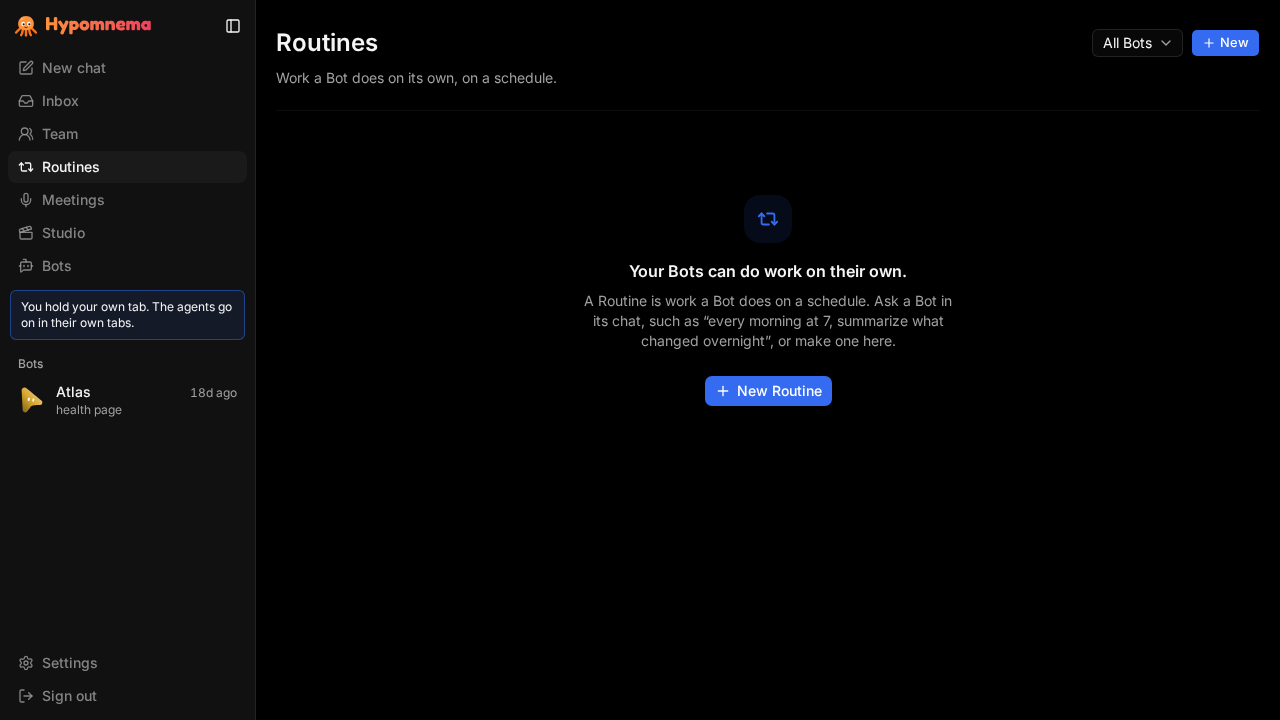 Hypomnema
New chat
Inbox
Team
Routines
Meetings
Studio
Bots
You hold your own tab. The agents go
on in their own tabs.
Bots
Atlas
18d ago
health page
Settings
Sign out
Routines
All Bots
New
Work a Bot does on its own, on a schedule.
Your Bots can do work on their own.
A Routine is work a Bot does on a schedule. Ask a Bot in
its chat, such as “every morning at 7, summarize what
changed overnight”, or make one here.
New Routine